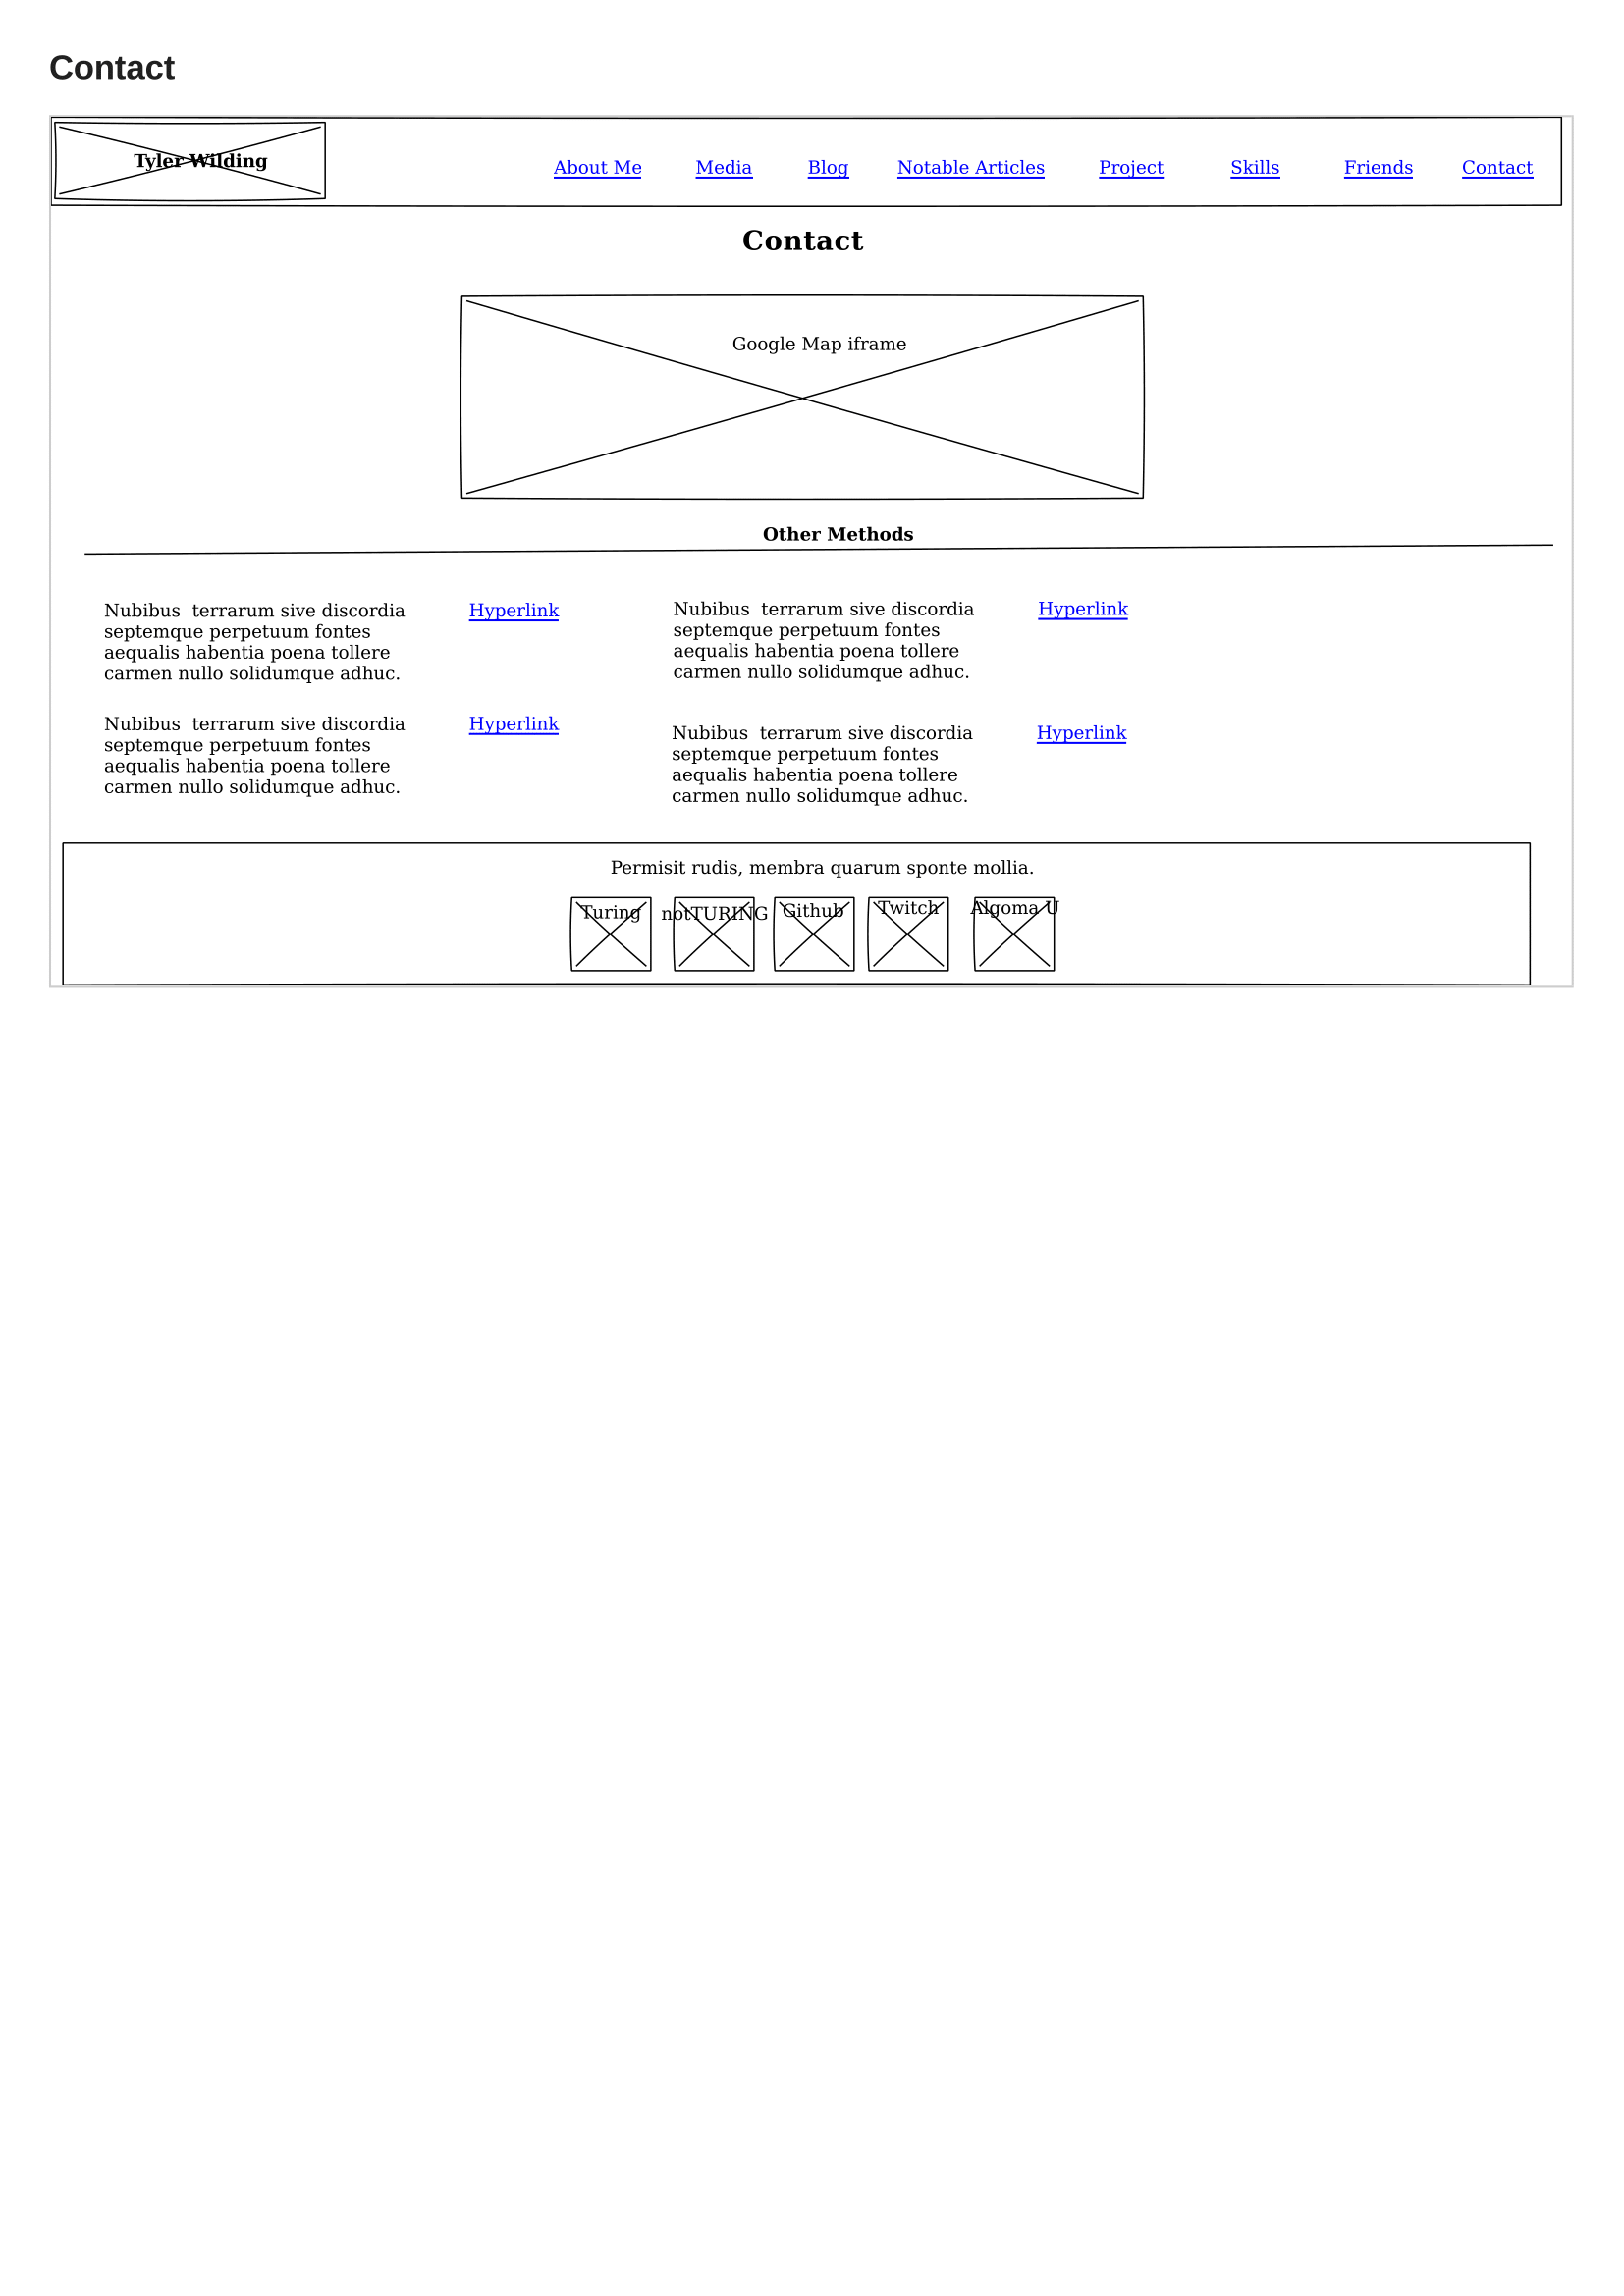 Contact
Tyler Wilding
About Me Media Blog Notable Articles Project Skills Friends Contact
Contact
Google Map iframe
Other Methods
Nubibus  terrarum sive discordia
septemque perpetuum fontes
aequalis habentia poena tollere
carmen nullo solidumque adhuc.
Hyperlink
Nubibus  terrarum sive discordia
septemque perpetuum fontes
aequalis habentia poena tollere
carmen nullo solidumque adhuc.
Hyperlink
Nubibus  terrarum sive discordia
septemque perpetuum fontes
aequalis habentia poena tollere
carmen nullo solidumque adhuc.
Hyperlink
Nubibus  terrarum sive discordia
septemque perpetuum fontes
aequalis habentia poena tollere
carmen nullo solidumque adhuc.
Hyperlink
Permisit rudis, membra quarum sponte mollia.
Turing notTURING Github Twitch Algoma U